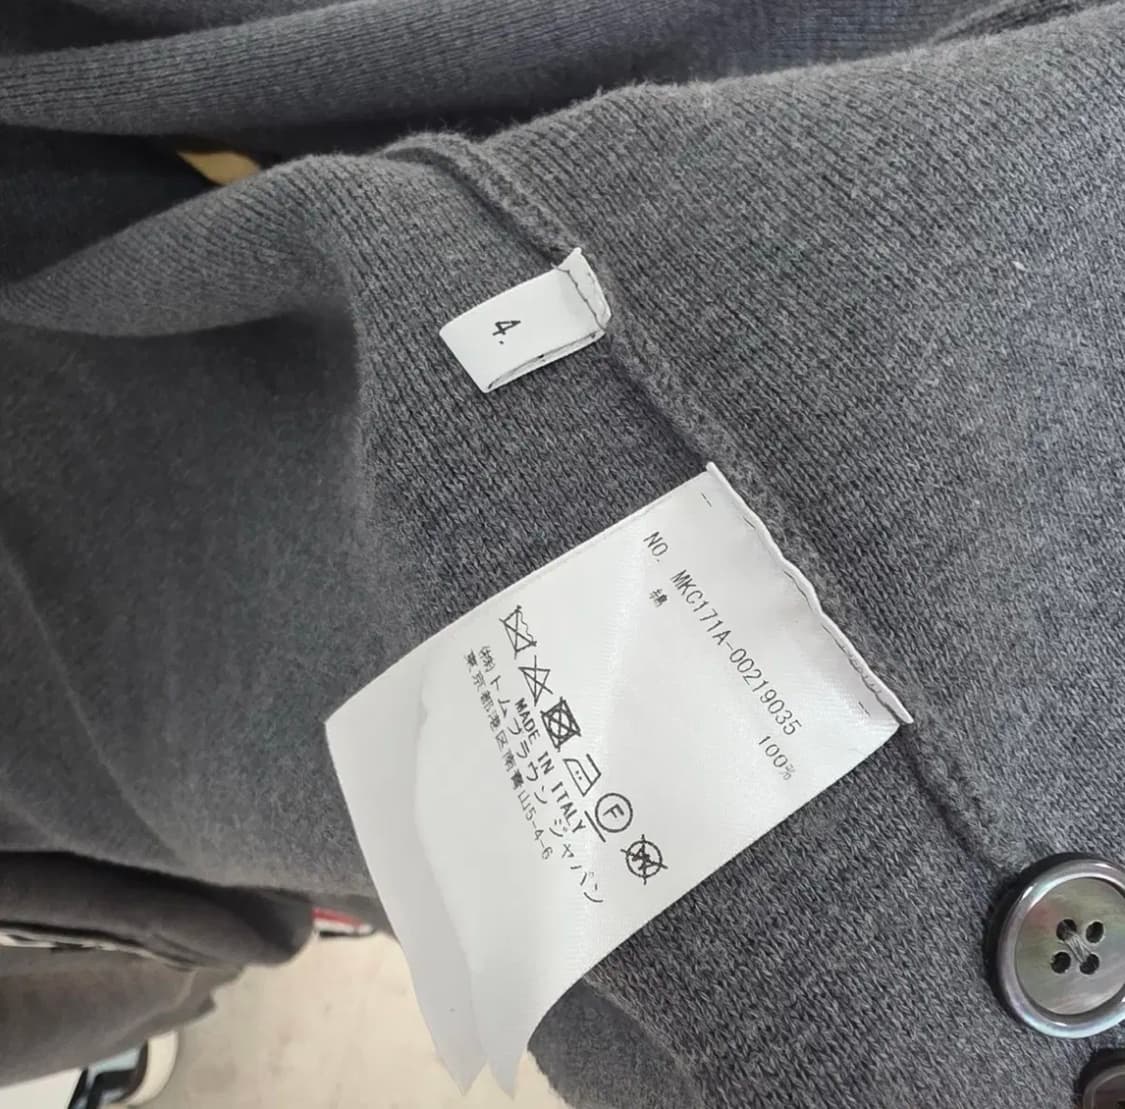 4.
NO. MKC171A-00219035
綿 100%
F
MADE IN ITALY
(株)トムブラウン ジャパン
東京都港区南青山5-4-6